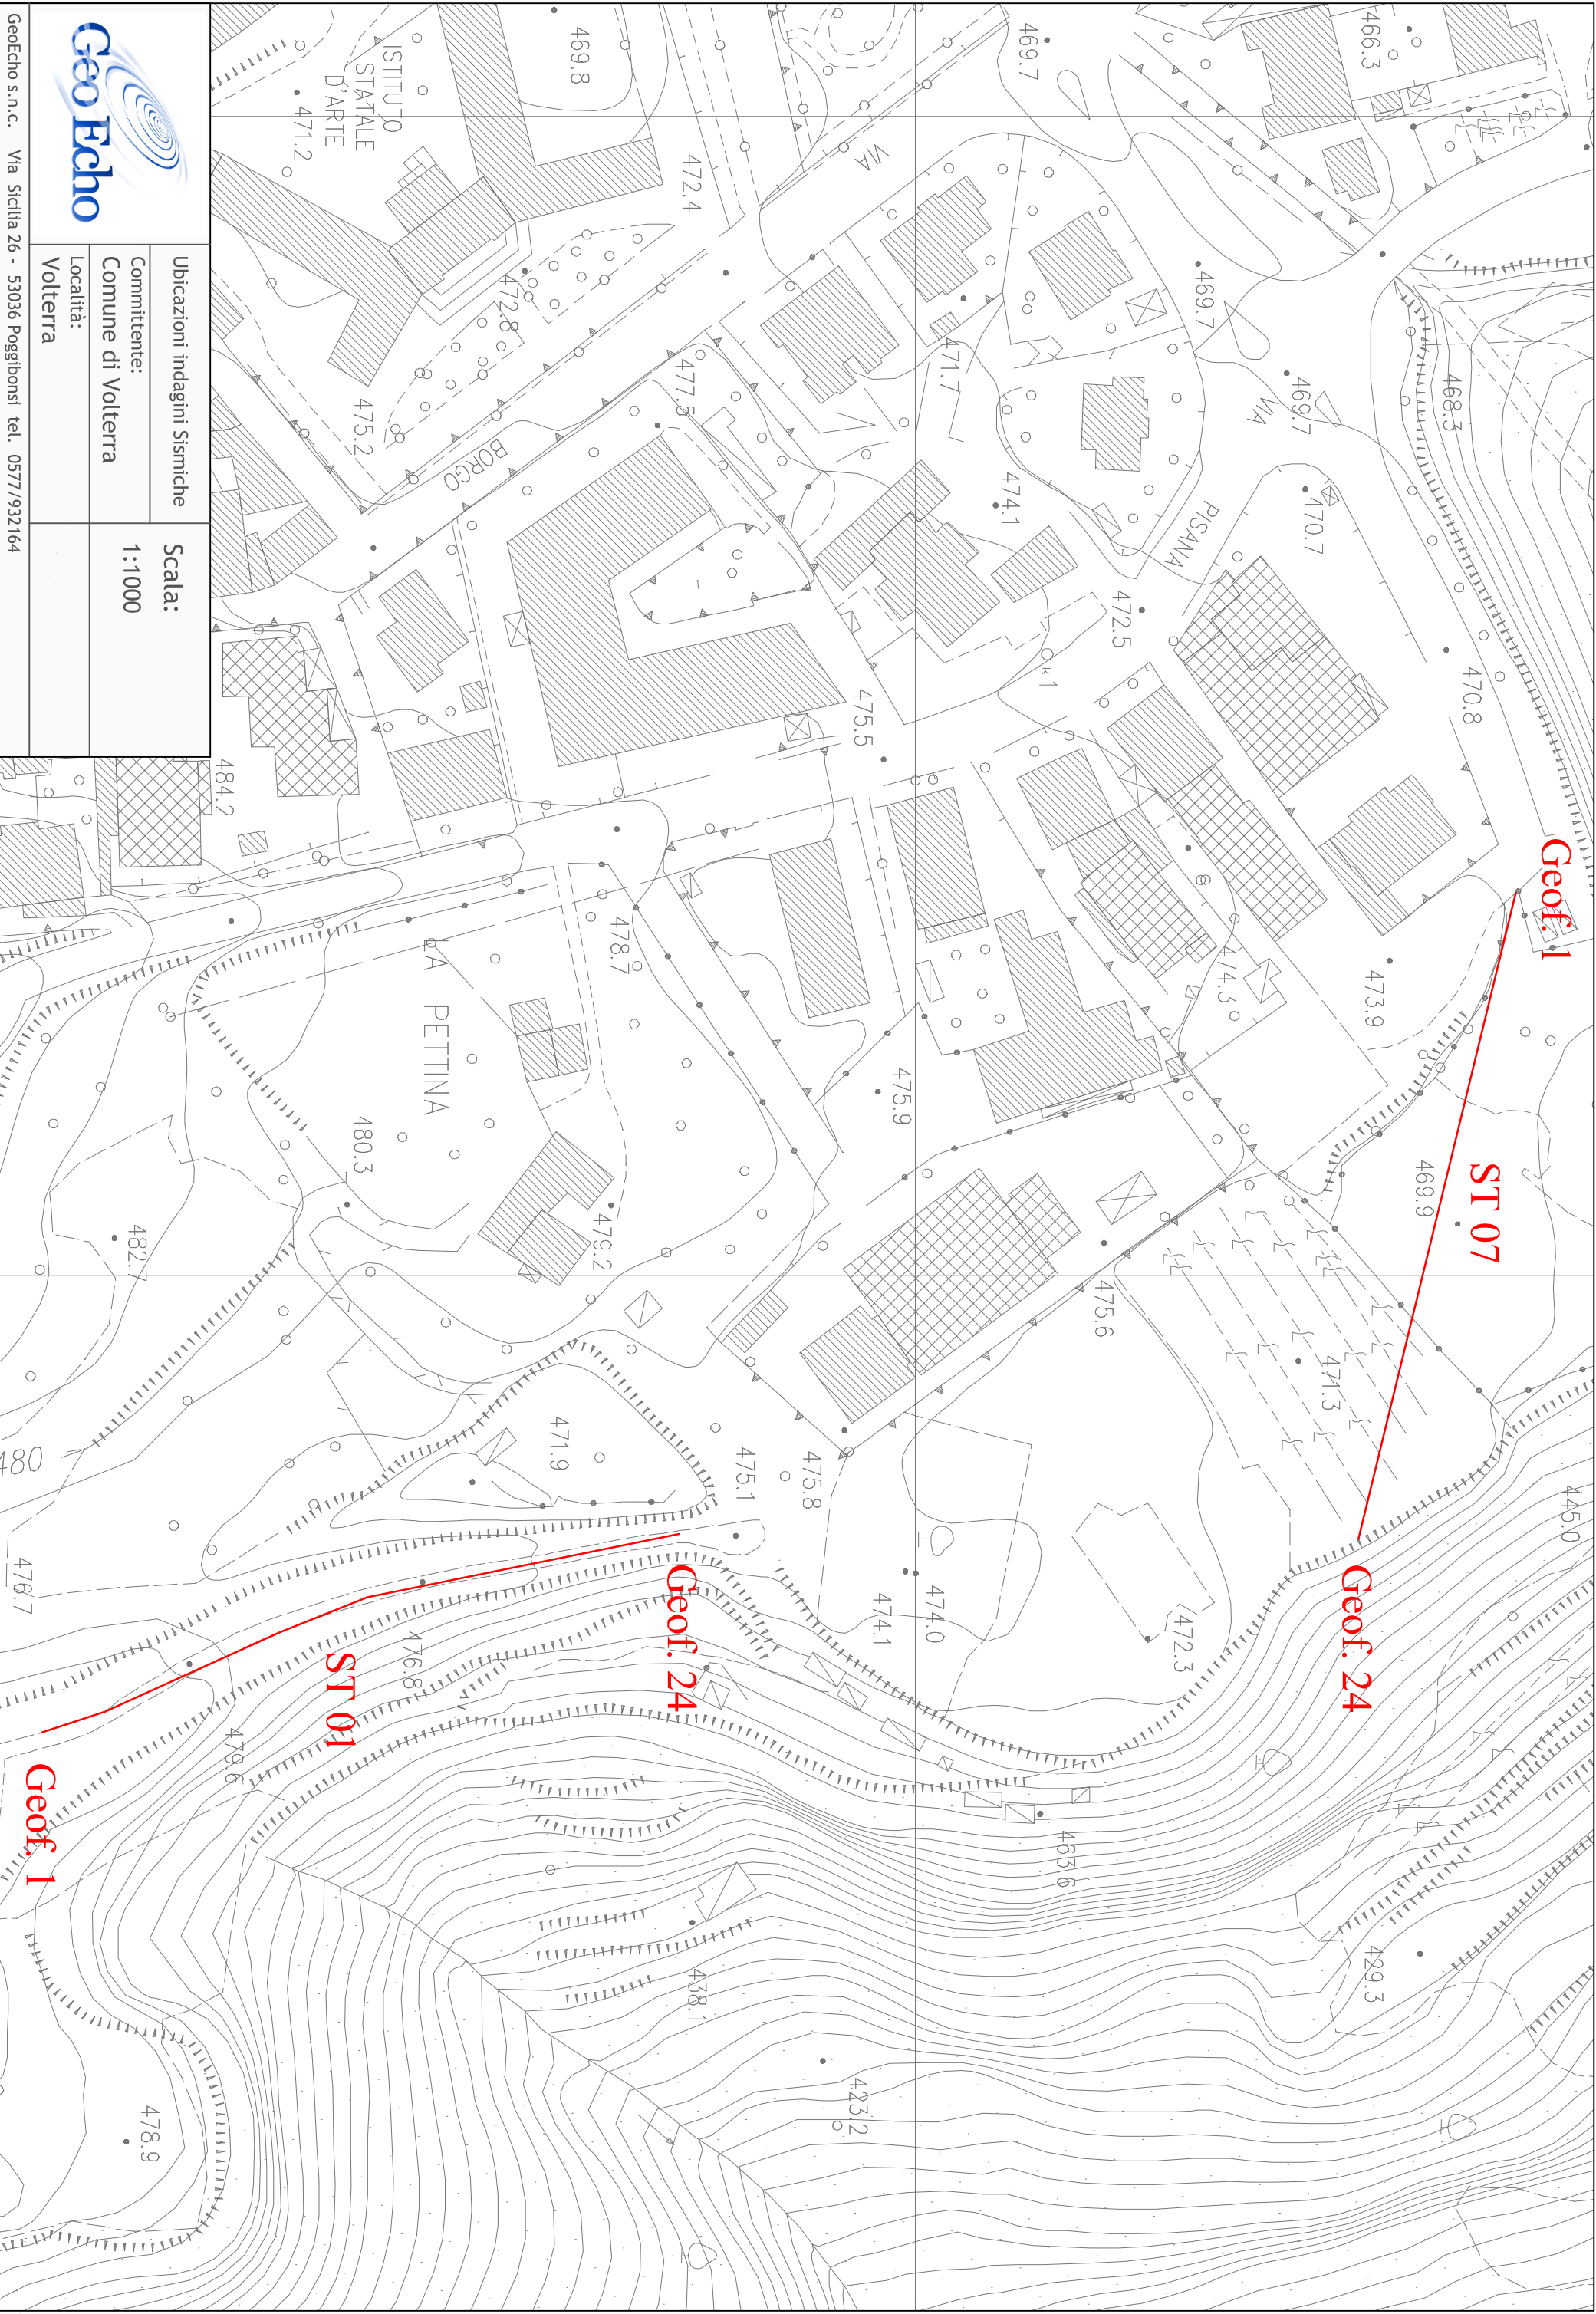 466.3
469.7
469.8
ISTITUTO
STATALE
D'ARTE
471.2
VIA
472.4
469.7
472.8
468.3
469.7
VIA
471.7
477.5
475.2
BORGO
470.7
PISANA
474.1
472.5
k1
470.8
475.5
484.2
Geof. 1
ST 07
473.9
474.3
478.7
LA PETTINA
475.9
480.3
469.9
479.2
482.7
475.6
471.3
471.9
475.1
475.8
480
476.7
445.0
Geof. 24
472.3
474.0
474.1
Geof. 24
476.8
ST 01
479.6
Geof. 1
463.6
429.3
438.1
423.2
478.9
Geo Echo
Ubicazioni indagini Sismiche
Committente:
Comune di Volterra
Località:
Volterra
Scala:
1:1000
GeoEcho s.n.c. Via Sicilia 26 - 53036 Poggibonsi tel. 0577/932164